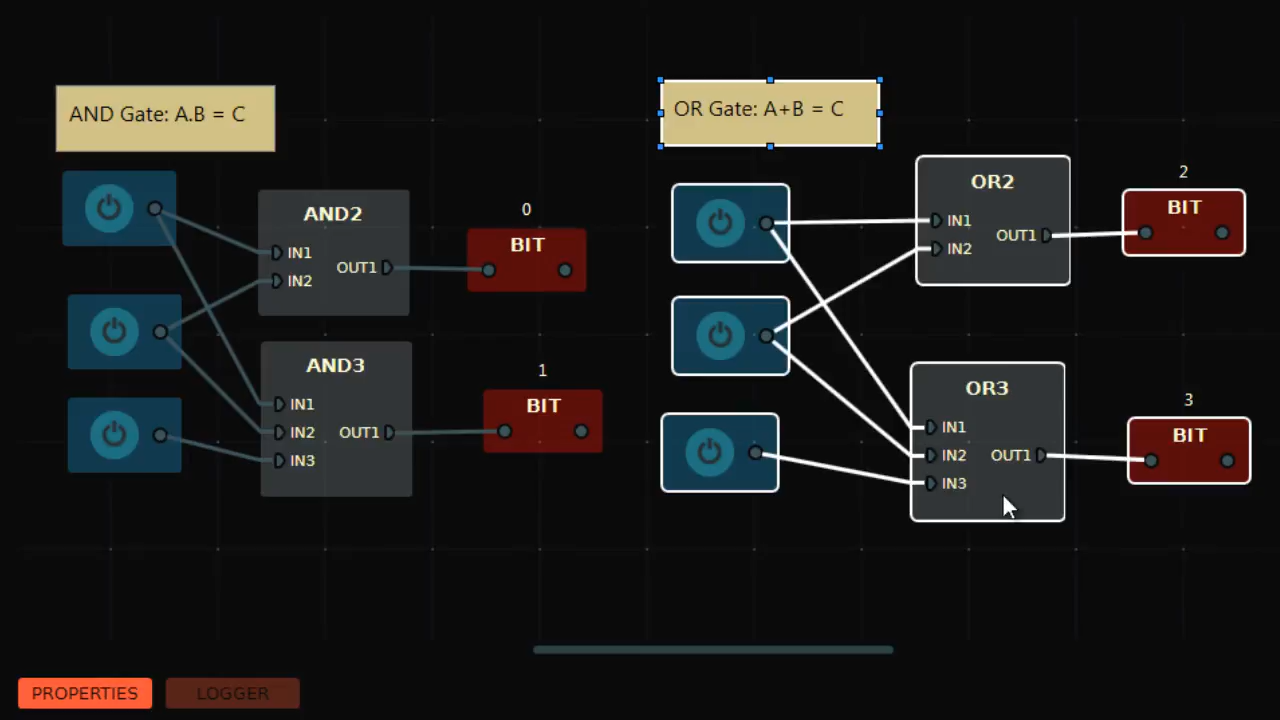 AND Gate: A.B = C
AND2
IN1
OUT1
IN2
0
BIT
AND3
IN1
IN2
OUT1
IN3
1
BIT
OR Gate: A+B = C
OR2
IN1
OUT1
IN2
2
BIT
OR3
IN1
IN2
OUT1
IN3
3
BIT
PROPERTIES
LOGGER